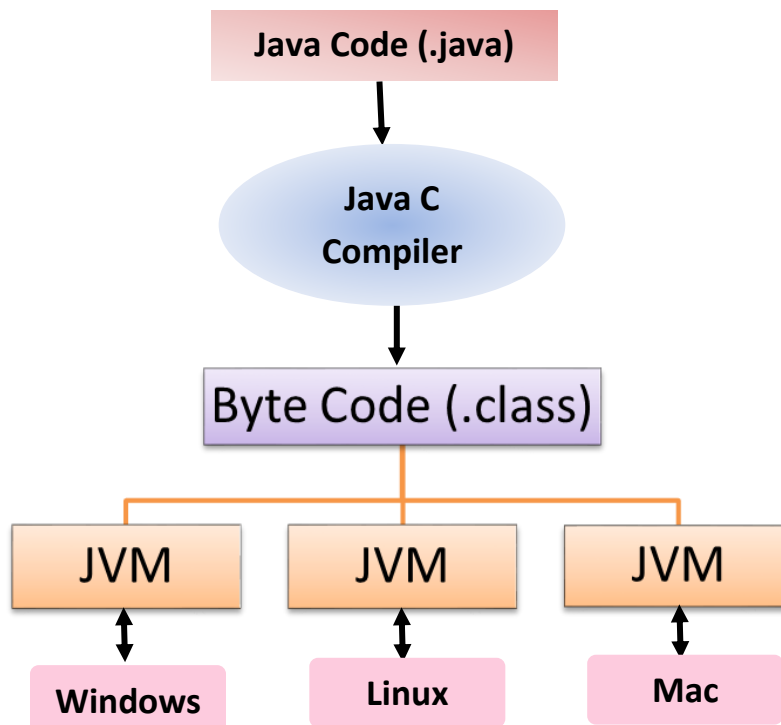 Java Code (.java)
Java C
Compiler
Byte Code (.class)
JVM
JVM
JVM
Windows
Linux
Mac